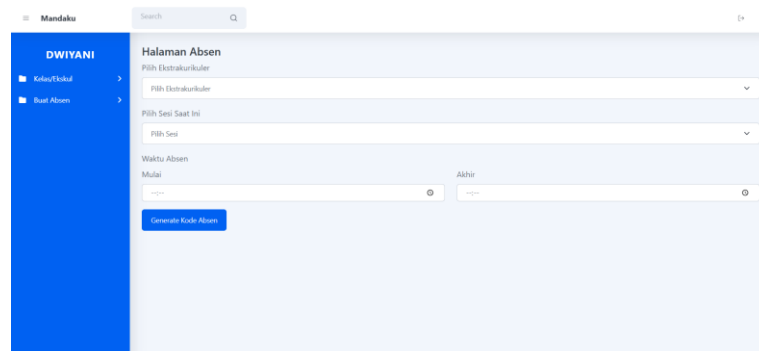 Mandaku
Search
DWIYANI
Kelas/Ekskul
Buat Absen
Halaman Absen
Pilih Ekstrakurikuler
Pilih Ekstrakurikuler
Pilih Sesi Saat Ini
Pilih Sesi
Waktu Absen
Mulai
Akhir
--:--
--:--
Generate Kode Absen